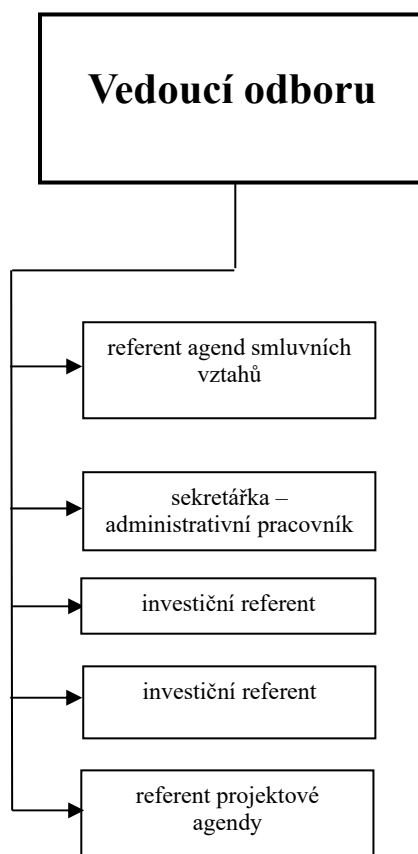 Vedoucí odboru
referent agend smluvních
vztahů
sekretářka –
administrativní pracovník
investiční referent
investiční referent
referent projektové
agendy